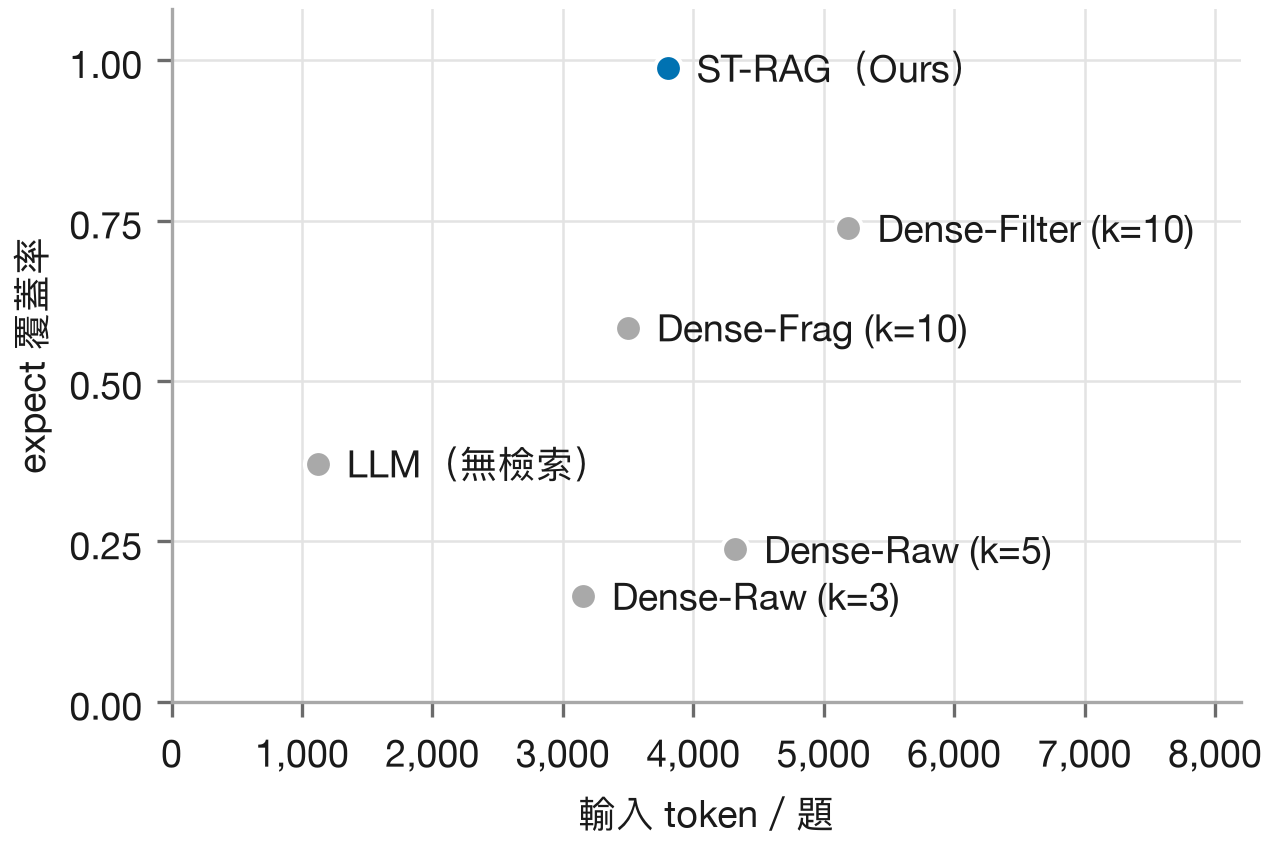 1.00
ST-RAG（Ours）
0.75
Dense-Filter (k=10)
Dense-Frag (k=10)
expect 覆蓋率
0.50
LLM（無檢索）
0.25
Dense-Raw (k=5)
Dense-Raw (k=3)
0.00
0 1,000 2,000 3,000 4,000 5,000 6,000 7,000 8,000
輸入 token / 題